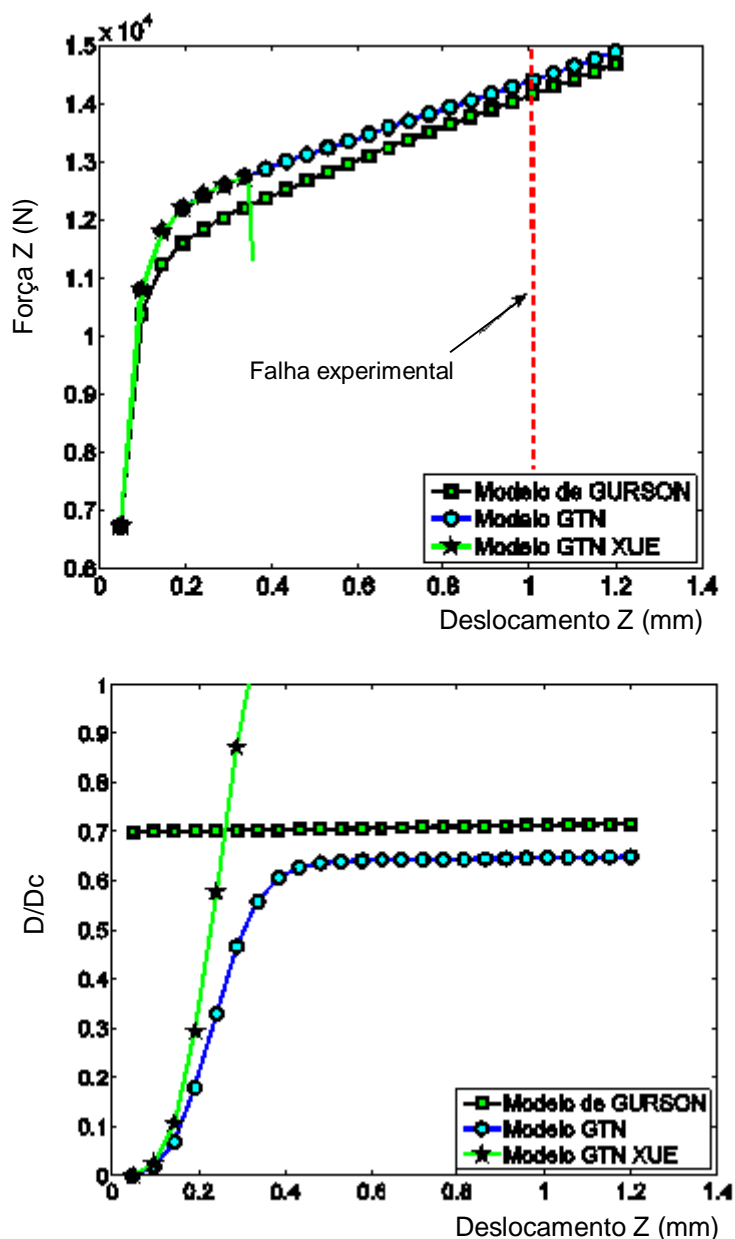 x 10⁴
1.5
1.4
1.3
1.2
1.1
1
0.9
0.8
0.7
0.6
Força Z (N)
Falha experimental
Modelo de GURSON
Modelo GTN
Modelo GTN XUE
0 0.2 0.4 0.6 0.8 1 1.2 1.4
Deslocamento Z (mm)
1
0.9
0.8
0.7
0.6
0.5
0.4
0.3
0.2
0.1
0
D/Dc
Modelo de GURSON
Modelo GTN
Modelo GTN XUE
0 0.2 0.4 0.6 0.8 1 1.2 1.4
Deslocamento Z (mm)